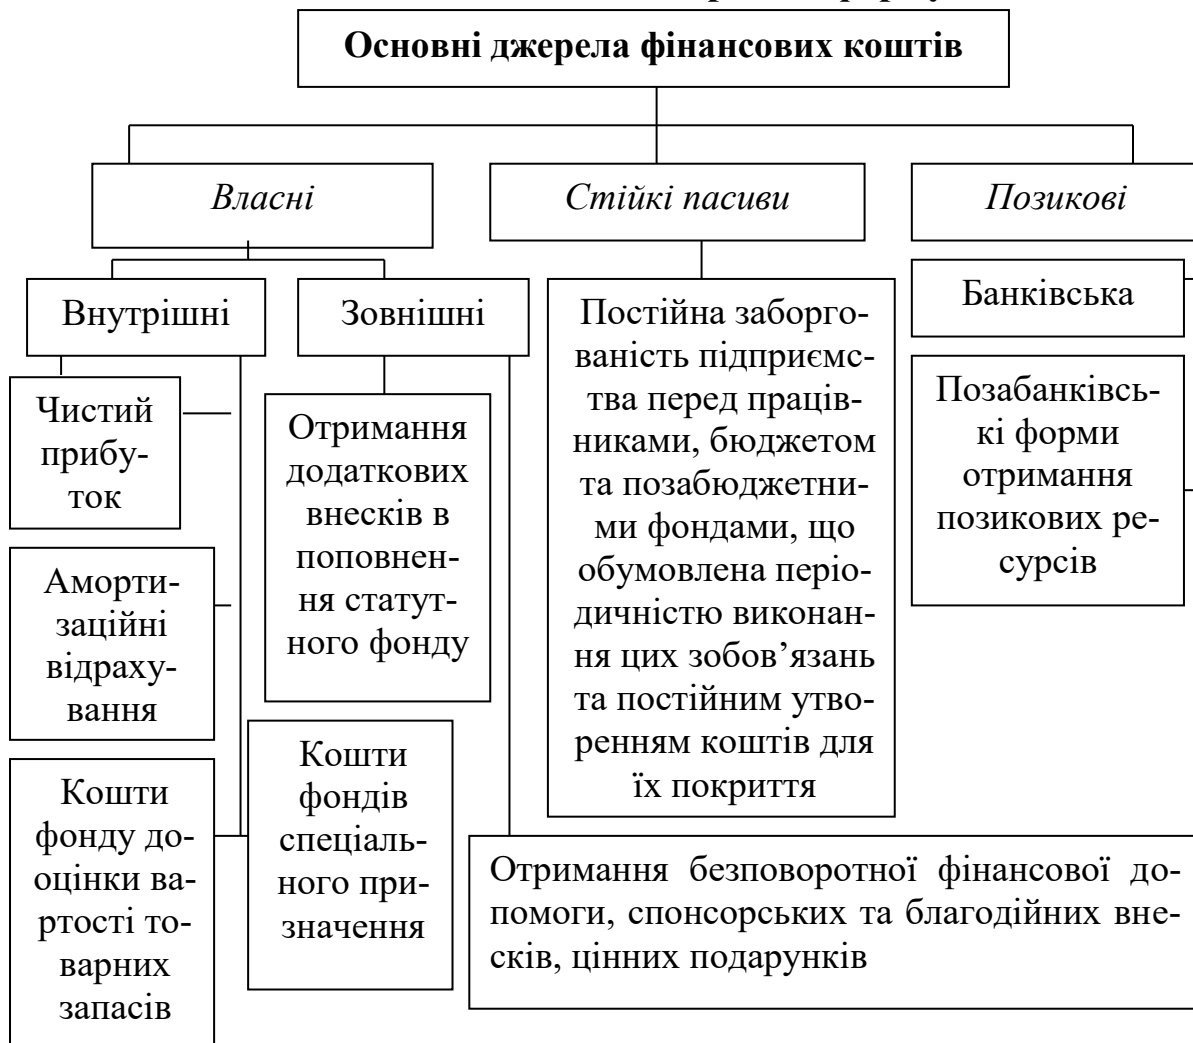 Основні джерела фінансових коштів
Власні
Стійкі пасиви
Позикові
Внутрішні
Зовнішні
Чистий
прибу-
ток
Аморти-
заційні
відраху-
вання
Кошти
фонду до-
оцінки ва-
ртості то-
варних
запасів
Отримання
додаткових
внесків в
поповнен-
ня статут-
ного фонду
Кошти
фондів
спеціаль-
ного при-
значення
Постійна заборго-
ваність підприємс-
тва перед праців-
никами, бюджетом
та позабюджетни-
ми фондами, що
обумовлена періо-
дичністю виконан-
ня цих зобов’язань
та постійним утво-
ренням коштів для
їх покриття
Банківська
Позабанківсь-
кі форми
отримання
позикових ре-
сурсів
Отримання безповоротної фінансової до-
помоги, спонсорських та благодійних вне-
сків, цінних подарунків